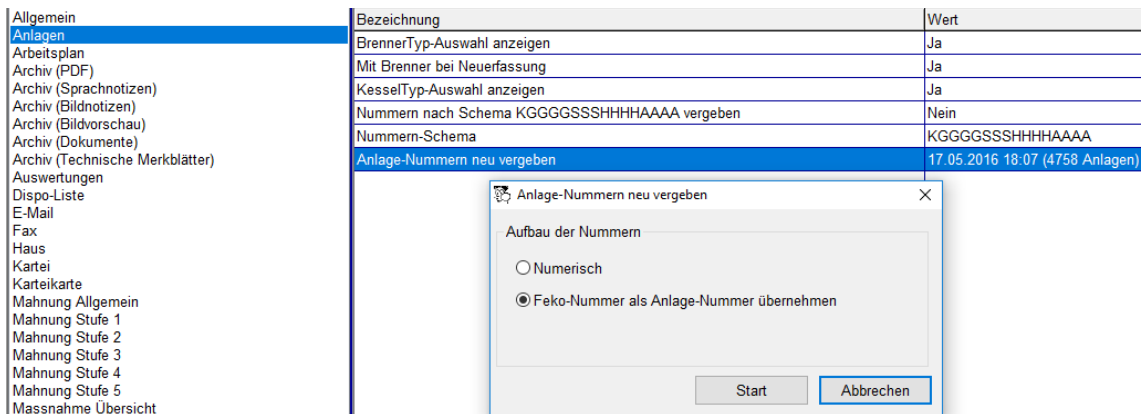 Allgemein
Anlagen
Arbeitsplan
Archiv (PDF)
Archiv (Sprachnotizen)
Archiv (Bildnotizen)
Archiv (Bildvorschau)
Archiv (Dokumente)
Archiv (Technische Merkblätter)
Auswertungen
Dispo-Liste
E-Mail
Fax
Haus
Kartei
Karteikarte
Mahnung Allgemein
Mahnung Stufe 1
Mahnung Stufe 2
Mahnung Stufe 3
Mahnung Stufe 4
Mahnung Stufe 5
Massnahme Übersicht
Bezeichnung Wert
BrennerTyp-Auswahl anzeigen Ja
Mit Brenner bei Neuerfassung Ja
KesselTyp-Auswahl anzeigen Ja
Nummern nach Schema KGGGGSSSHHHHAAAA vergeben Nein
Nummern-Schema KGGGGSSSHHHHAAAA
Anlage-Nummern neu vergeben 17.05.2016 18:07 (4758 Anlagen)
Anlage-Nummern neu vergeben
Aufbau der Nummern
Numerisch
Feko-Nummer als Anlage-Nummer übernehmen
Start Abbrechen